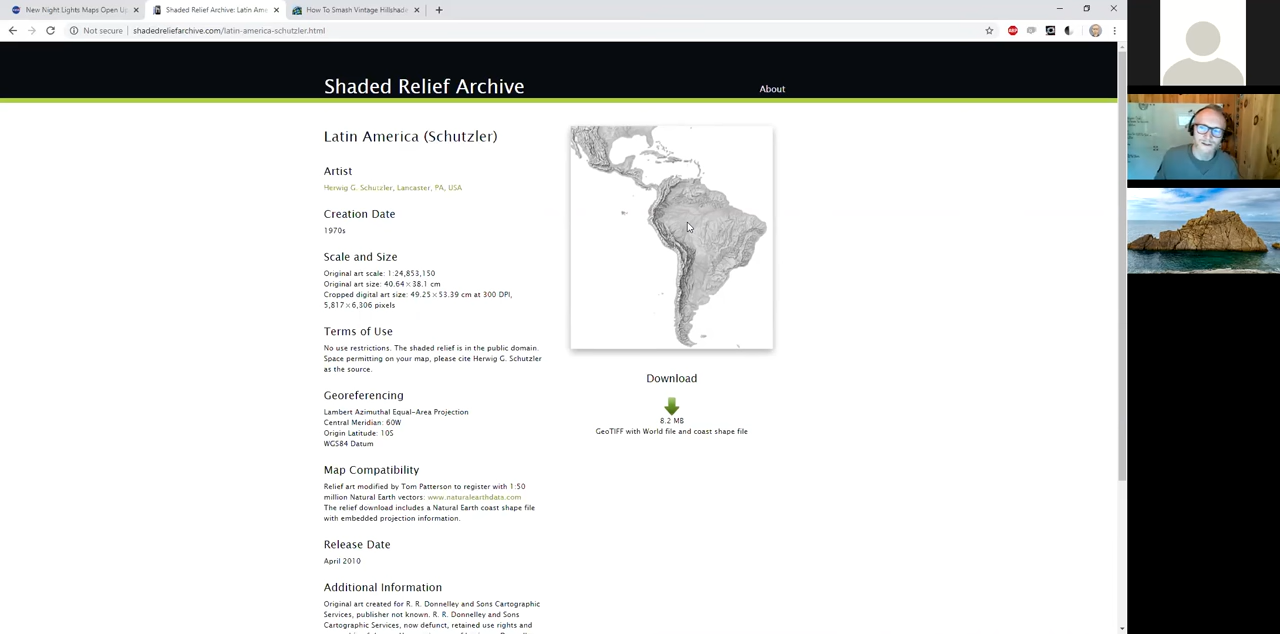 New Night Lights Maps Open U
Shaded Relief Archive: Latin Ame
How To Smash Vintage Hillshade
Not secure
shadedreliefarchive.com/latin-america-schutzler.html
ABP
Shaded Relief Archive
About
Latin America (Schutzler)
Artist
Herwig G. Schutzler, Lancaster, PA, USA
Creation Date
1970s
Scale and Size
Original art scale: 1:24,853,150
Original art size: 40.64×38.1 cm
Cropped digital art size: 49.25×53.39 cm at 300 DPI,
5,817×6,306 pixels
Terms of Use
No use restrictions. The shaded relief is in the public domain.
Space permitting on your map, please cite Herwig G. Schutzler
as the source.
Georeferencing
Lambert Azimuthal Equal-Area Projection
Central Meridian: 60W
Origin Latitude: 10S
WGS84 Datum
Map Compatibility
Relief art modified by Tom Patterson to register with 1:50
million Natural Earth vectors: www.naturalearthdata.com
The relief download includes a Natural Earth coast shape file
with embedded projection information.
Release Date
April 2010
Additional Information
Original art created for R. R. Donnelley and Sons Cartographic
Services, publisher not known. R. R. Donnelley and Sons
Cartographic Services, now defunct, retained use rights and
Download
8.2 MB
GeoTIFF with World file and coast shape file